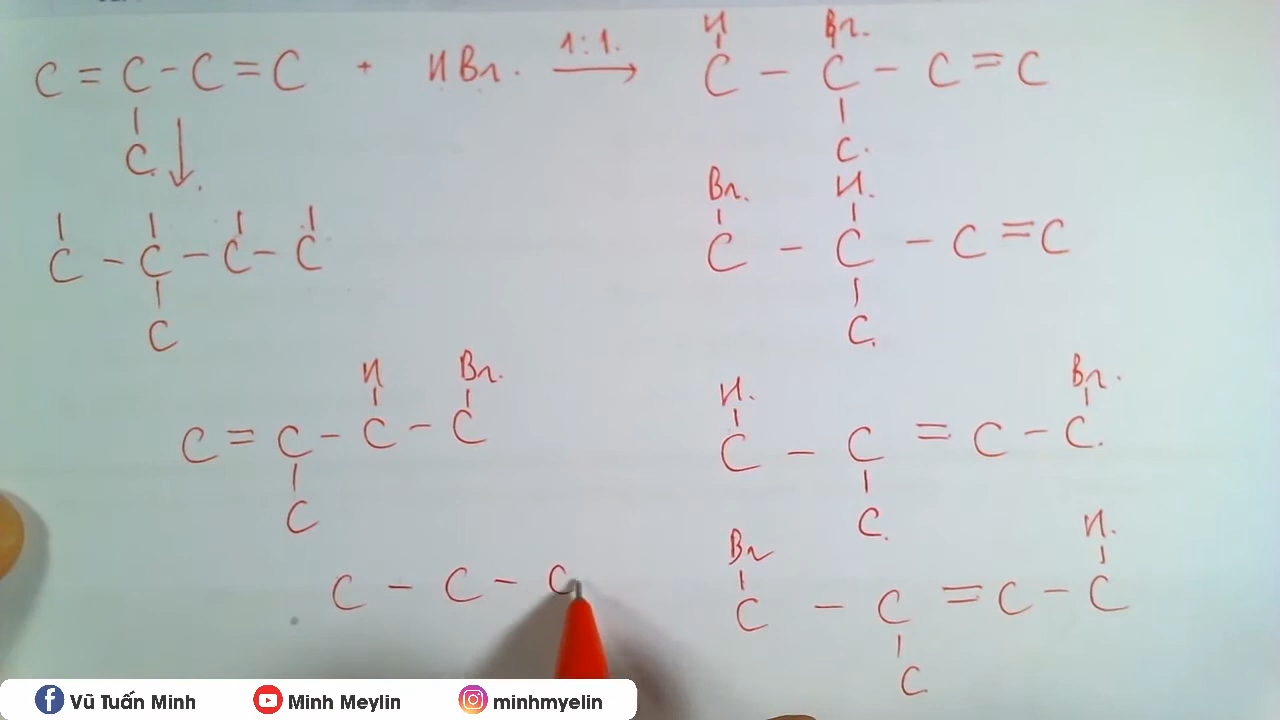 C = C - C = C + HBr. 1:1. → H Br.
C - C - C = C
C. C.
Br. H.
C - C - C - C C - C - C = C
C C.
H Br. H. Br.
C = C - C - C C - C = C - C.
C C.
Br H.
C - C - C C - C = C - C
C
Vũ Tuấn Minh Minh Meylin minhmyelin